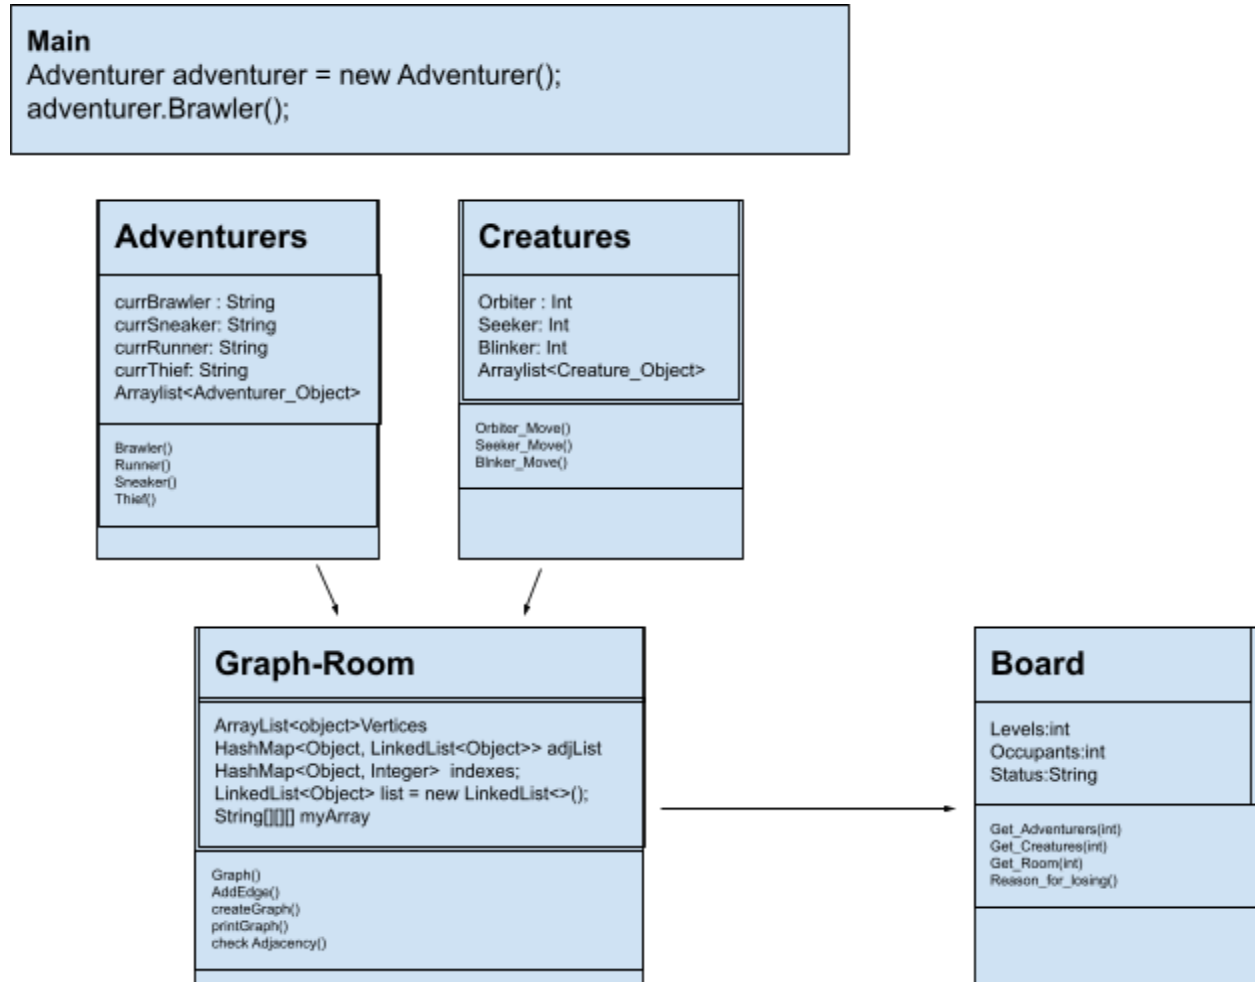 Main
Adventurer adventurer = new Adventurer();
adventurer.Brawler();
Adventurers
currBrawler : String
currSneaker: String
currRunner: String
currThief: String
Arraylist<Adventurer_Object>
Brawler()
Runner()
Sneaker()
Thief()
Creatures
Orbiter : Int
Seeker: Int
Blinker: Int
Arraylist<Creature_Object>
Orbiter_Move()
Seeker_Move()
Blnker_Move()
Graph-Room
ArrayList<object>Vertices
HashMap<Object, LinkedList<Object>> adjList
HashMap<Object, Integer> indexes;
LinkedList<Object> list = new LinkedList<>();
String[][][] myArray
Graph()
AddEdge()
createGraph()
printGraph()
check Adjacency()
Board
Levels:int
Occupants:int
Status:String
Get_Adventurers(int)
Get_Creatures(int)
Get_Room(int)
Reason_for_losing()